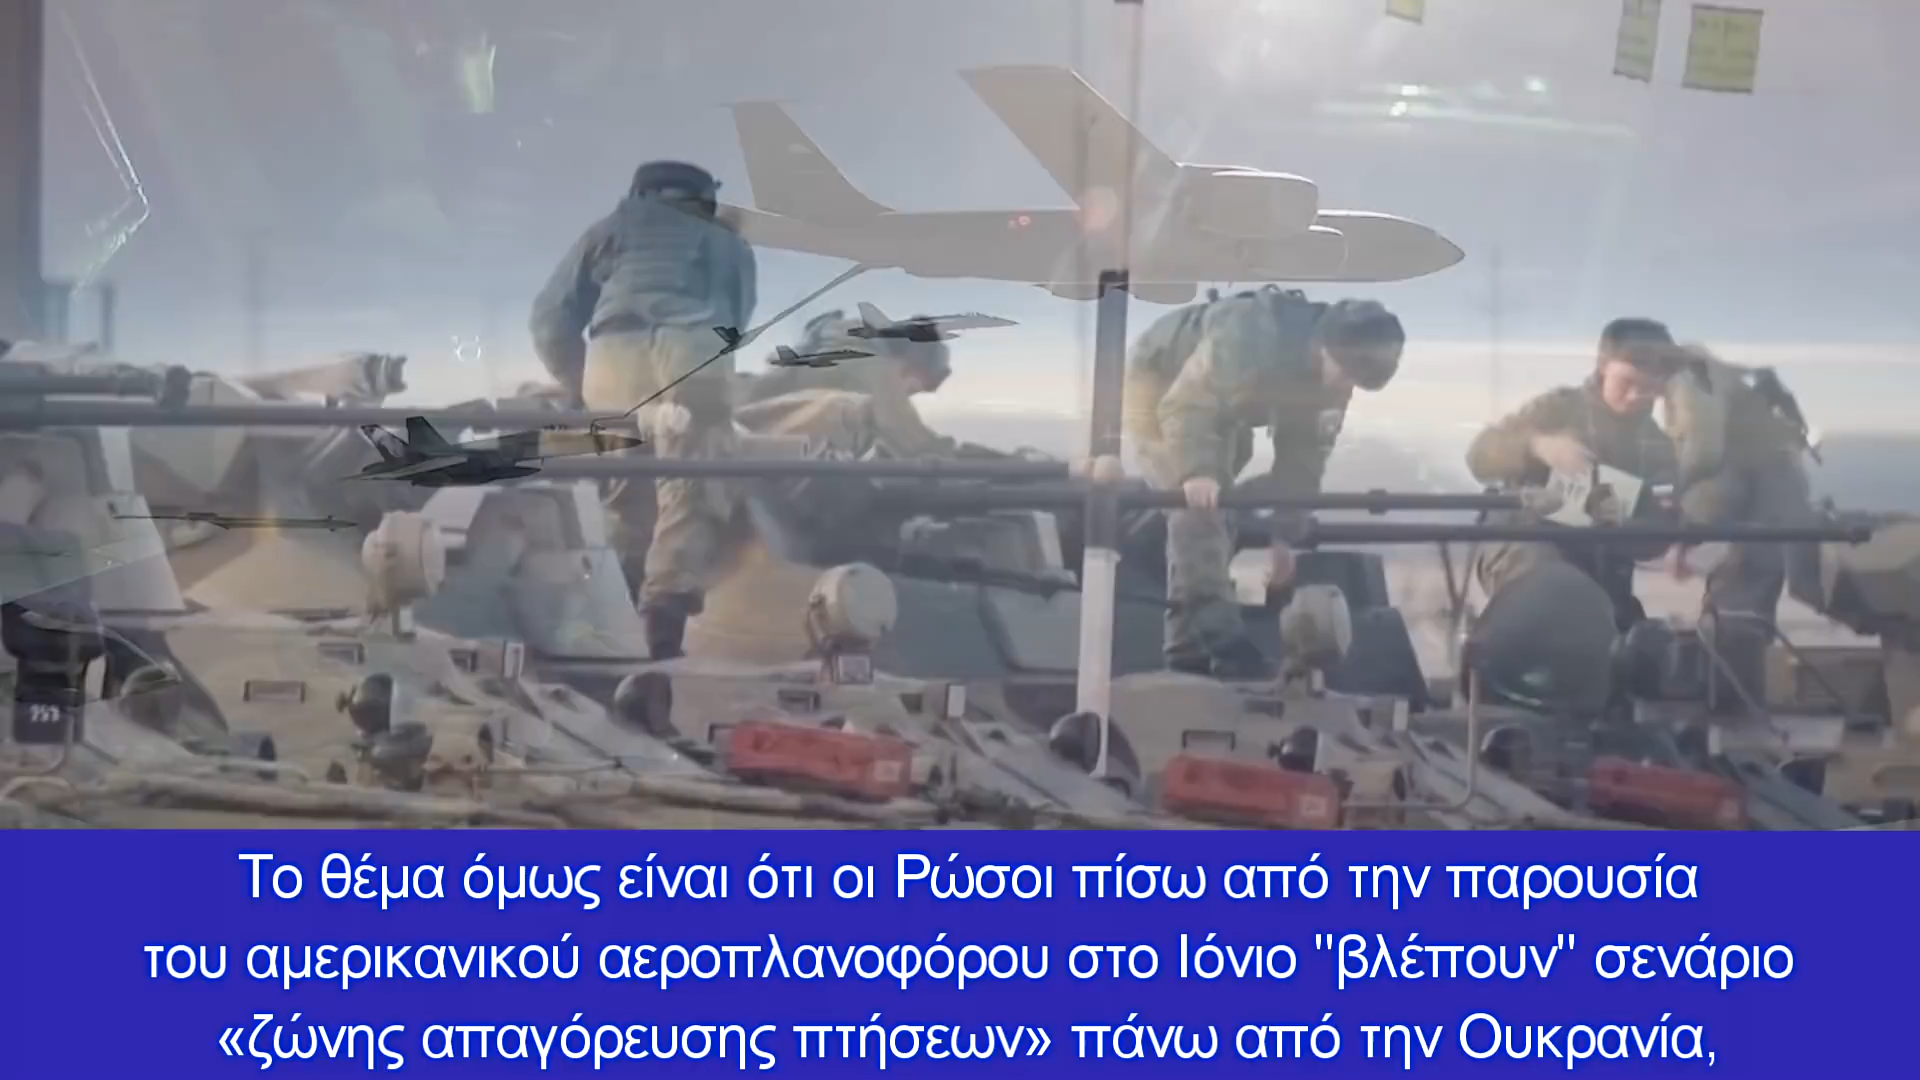 Το θέμα όμως είναι ότι οι Ρώσοι πίσω από την παρουσία
του αμερικανικού αεροπλανοφόρου στο Ιόνιο "βλέπουν" σενάριο
«ζώνης απαγόρευσης πτήσεων» πάνω από την Ουκρανία,